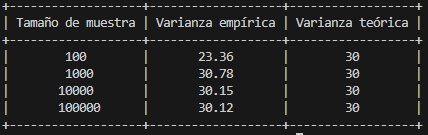 +-------------------+-------------------+------------------+
| Tamaño de muestra | Varianza empírica | Varianza teórica |
+-------------------+-------------------+------------------+
| 100 | 23.36 | 30 |
| 1000 | 30.78 | 30 |
| 10000 | 30.15 | 30 |
| 100000 | 30.12 | 30 |
+-------------------+-------------------+------------------+